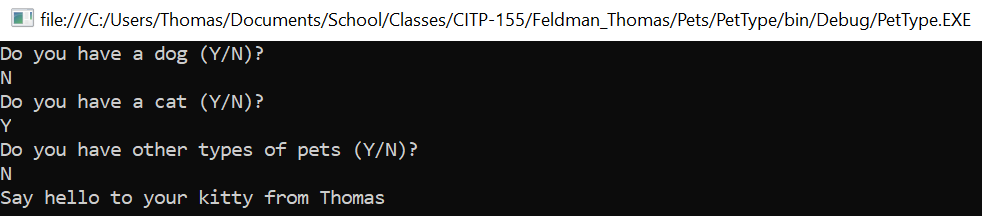 file:///C:/Users/Thomas/Documents/School/Classes/CITP-155/Feldman_Thomas/Pets/PetType/bin/Debug/PetType.EXE
Do you have a dog (Y/N)?
N
Do you have a cat (Y/N)?
Y
Do you have other types of pets (Y/N)?
N
Say hello to your kitty from Thomas